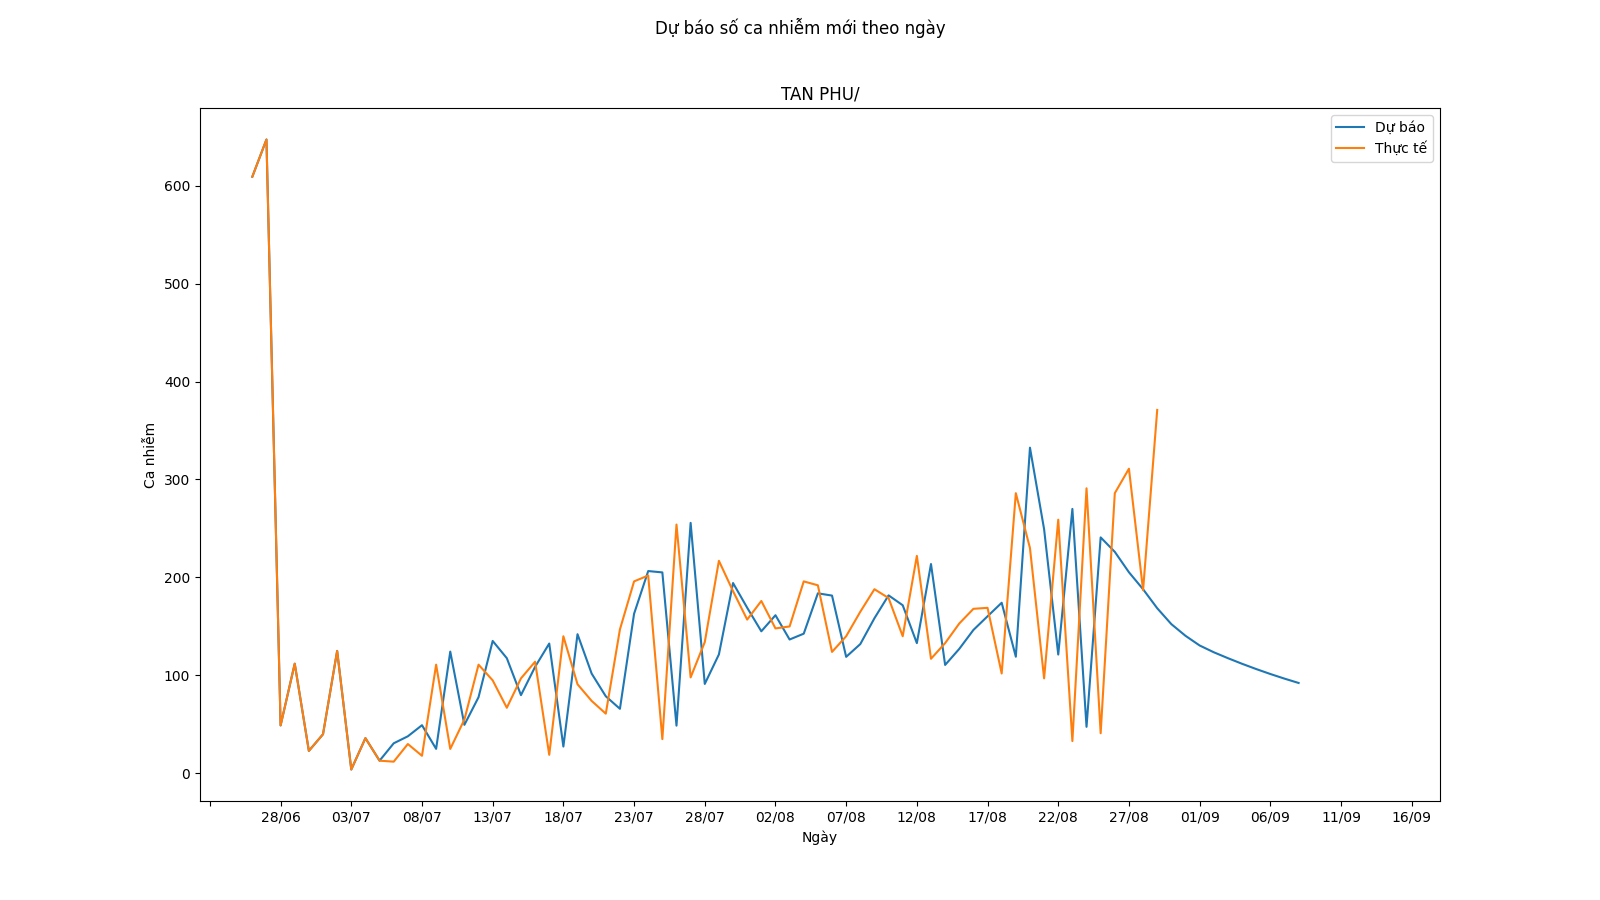 Dự báo số ca nhiễm mới theo ngày
TAN PHU/
Dự báo
Thực tế
600
500
400
300
200
100
0
Ca nhiễm
28/06 03/07 08/07 13/07 18/07 23/07 28/07 02/08 07/08 12/08 17/08 22/08 27/08 01/09 06/09 11/09 16/09
Ngày